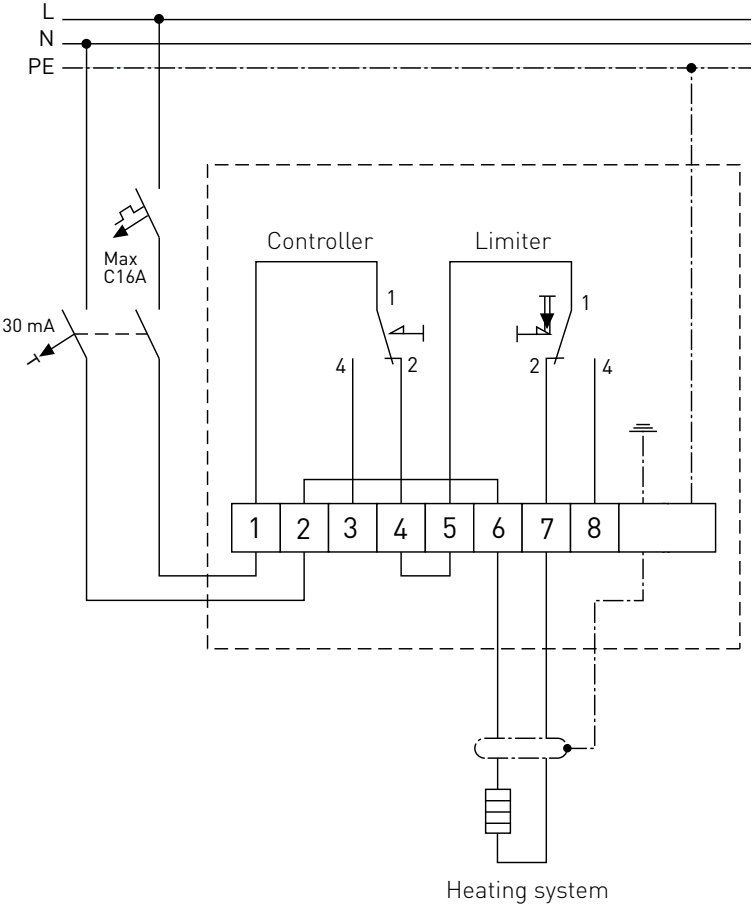 L
N
PE
Controller
Limiter
Max
C16A
1
1
30 mA
4
2
2
4
1 2 3 4 5 6 7 8
Heating system